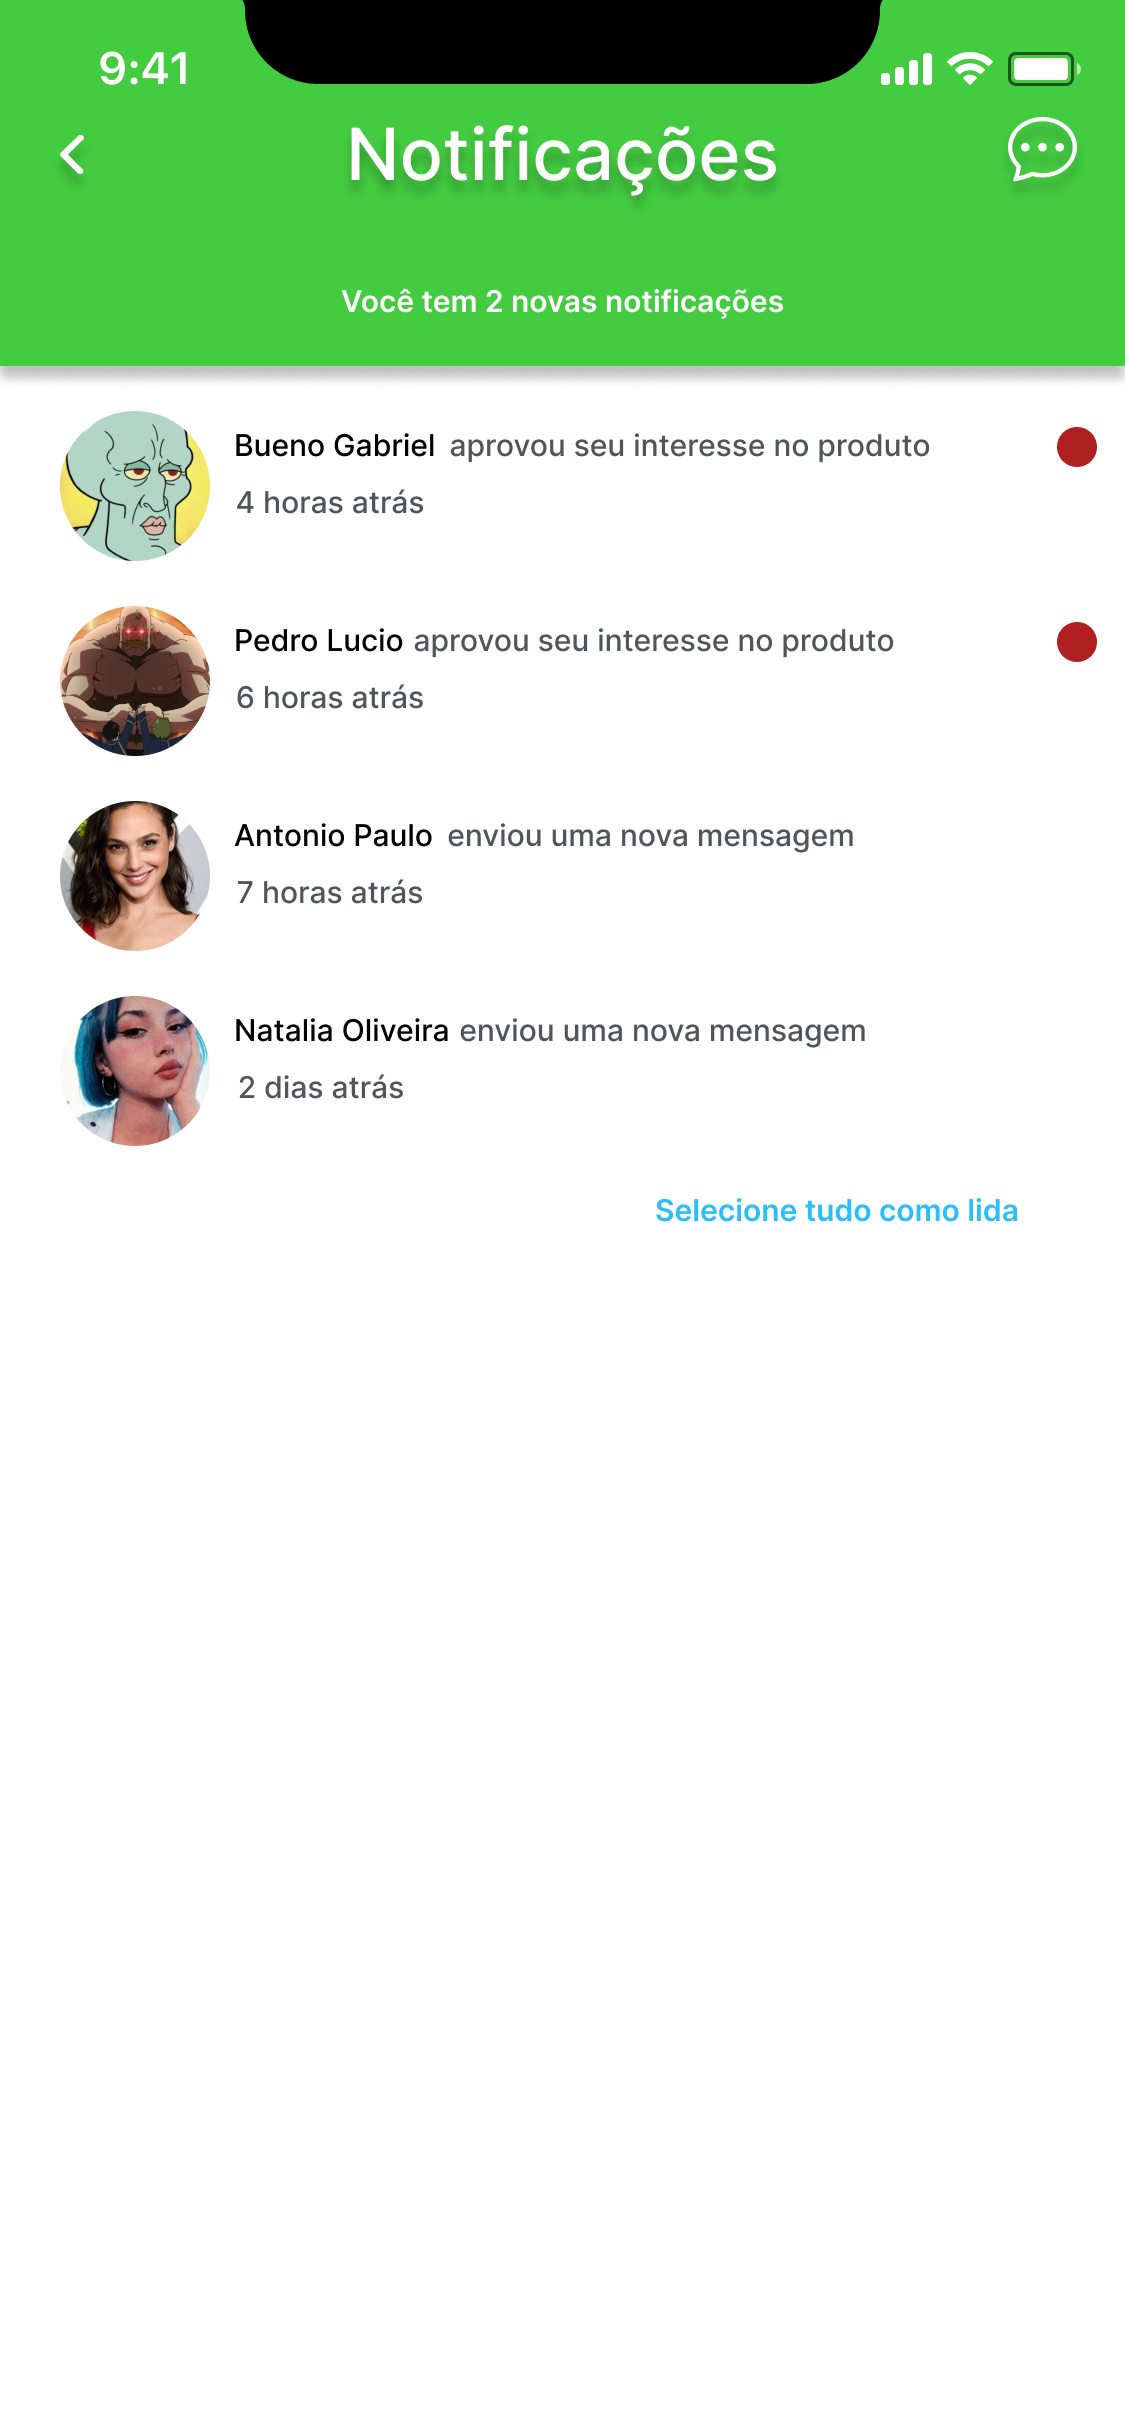 9:41
Notificações
Você tem 2 novas notificações
Bueno Gabriel aprovou seu interesse no produto
4 horas atrás
Pedro Lucio aprovou seu interesse no produto
6 horas atrás
Antonio Paulo enviou uma nova mensagem
7 horas atrás
Natalia Oliveira enviou uma nova mensagem
2 dias atrás
Selecione tudo como lida